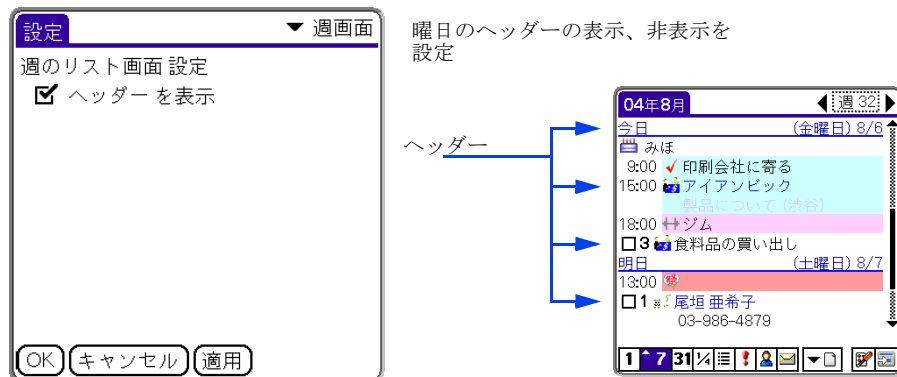 設定
▼ 週画面
週のリスト画面 設定
ヘッダー を表示
OK キャンセル 適用
曜日のヘッダーの表示、非表示を
設定
ヘッダー
04年8月
週 32
今日 (金曜日) 8/6
みほ
9:00 印刷会社に寄る
15:00 アイアンビック
製品について (渋谷)
18:00 ジム
3 食料品の買い出し
明日 (土曜日) 8/7
13:00
1 尾垣 亜希子
03-986-4879
1 7 31